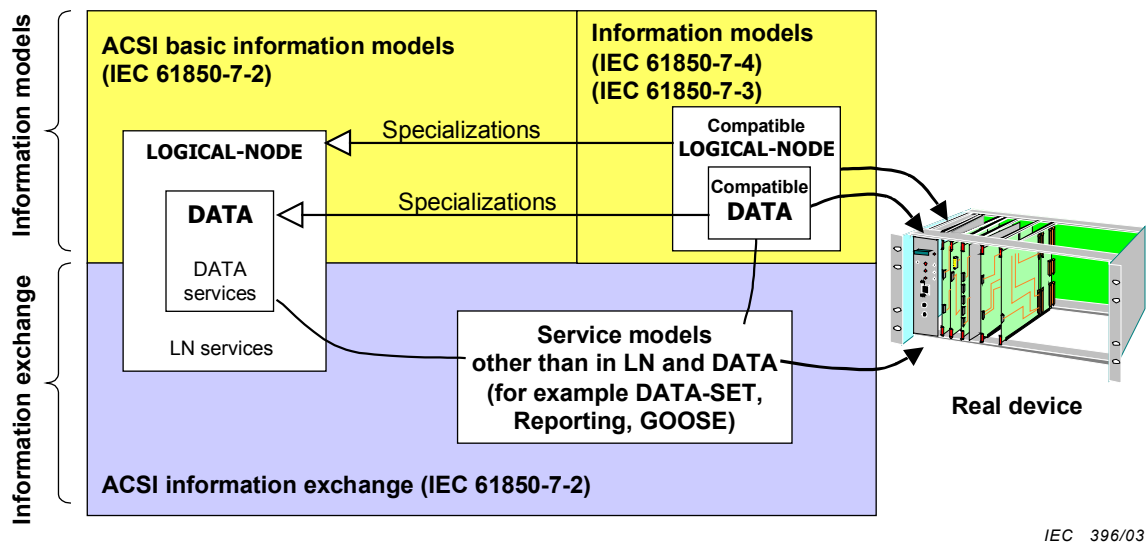 Information models
ACSI basic information models
(IEC 61850-7-2)
Information models
(IEC 61850-7-4)
(IEC 61850-7-3)
Specializations
LOGICAL-NODE
Compatible
LOGICAL-NODE
Specializations
DATA
Compatible
DATA
DATA
services
LN services
Information exchange
Service models
other than in LN and DATA
(for example DATA-SET,
Reporting, GOOSE)
Real device
ACSI information exchange (IEC 61850-7-2)
IEC 396/03